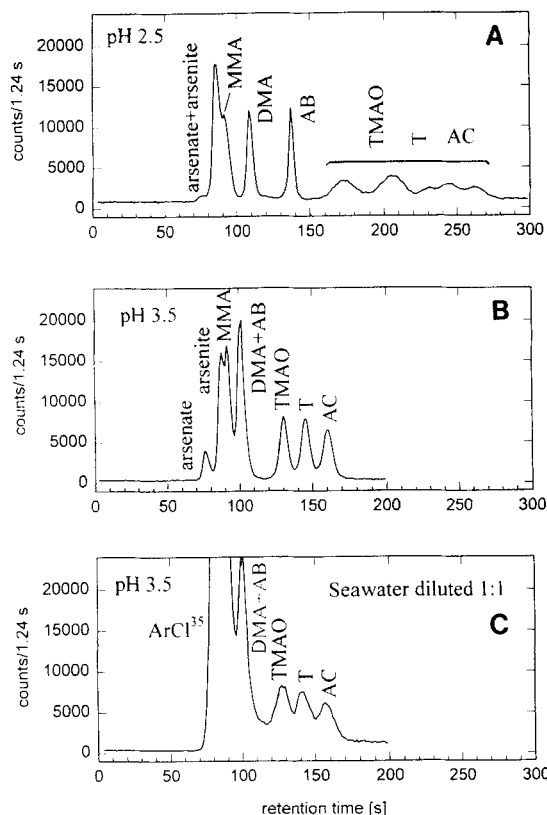 pH 2.5
A
arsenate+arsenite
MMA
DMA
AB
TMAO
T
AC
counts/1.24 s
20000
15000
10000
5000
0
0 50 100 150 200 250 300
pH 3.5
B
arsenate
arsenite
MMA
DMA+AB
TMAO
T
AC
counts/1.24 s
20000
15000
10000
5000
0
0 50 100 150 200 250 300
pH 3.5
Seawater diluted 1:1
C
ArCl35
DMA+AB
TMAO
T
AC
counts/1.24 s
20000
15000
10000
5000
0
0 50 100 150 200 250 300
retention time [s]